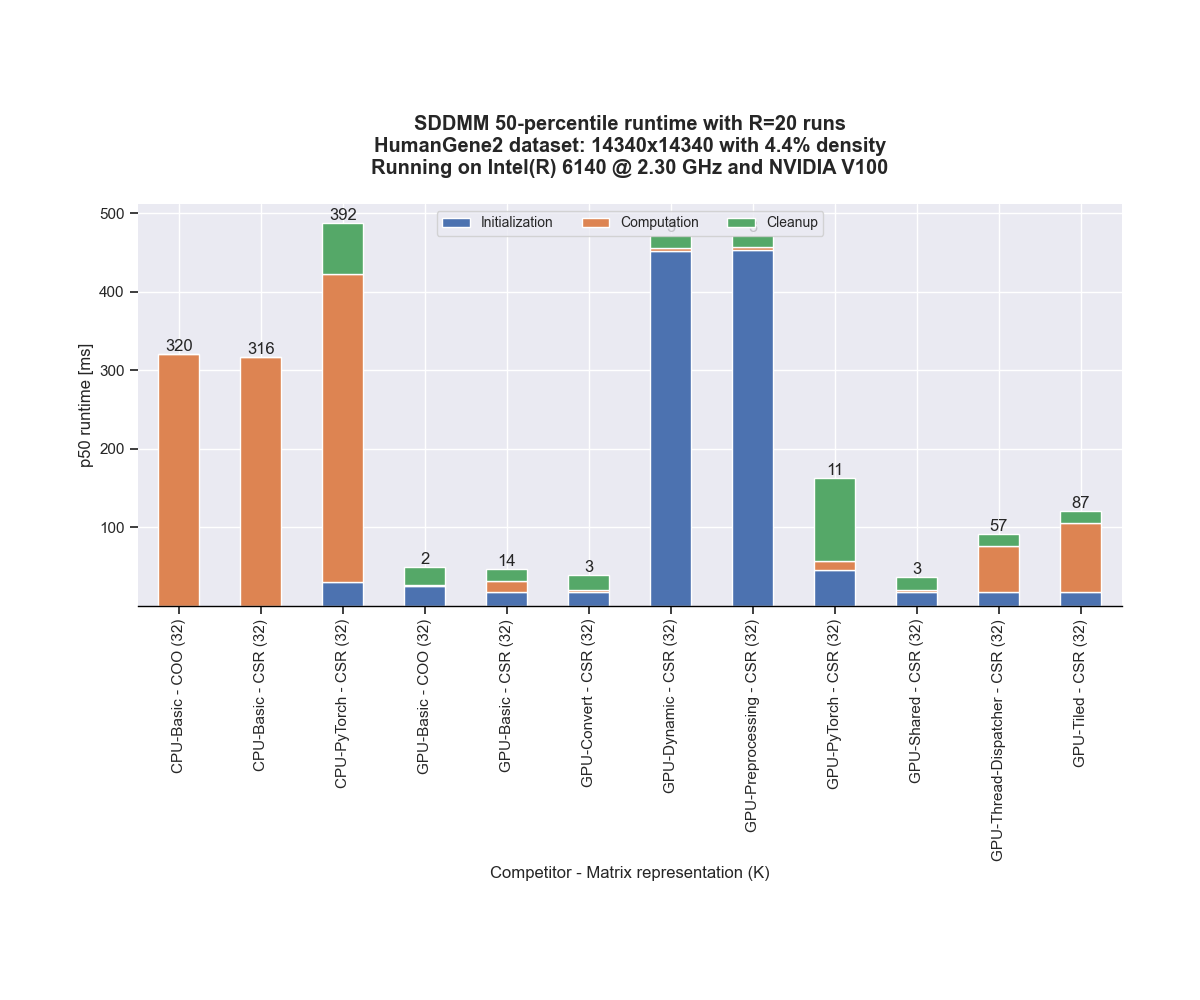 SDDMM 50-percentile runtime with R=20 runs
HumanGene2 dataset: 14340x14340 with 4.4% density
Running on Intel(R) 6140 @ 2.30 GHz and NVIDIA V100
Initialization
Computation
Cleanup
p50 runtime [ms]
500
400
300
200
100
320
316
392
2
14
3
11
3
57
87
CPU-Basic - COO (32)
CPU-Basic - CSR (32)
CPU-PyTorch - CSR (32)
GPU-Basic - COO (32)
GPU-Basic - CSR (32)
GPU-Convert - CSR (32)
GPU-Dynamic - CSR (32)
GPU-Preprocessing - CSR (32)
GPU-PyTorch - CSR (32)
GPU-Shared - CSR (32)
GPU-Thread-Dispatcher - CSR (32)
GPU-Tiled - CSR (32)
Competitor - Matrix representation (K)